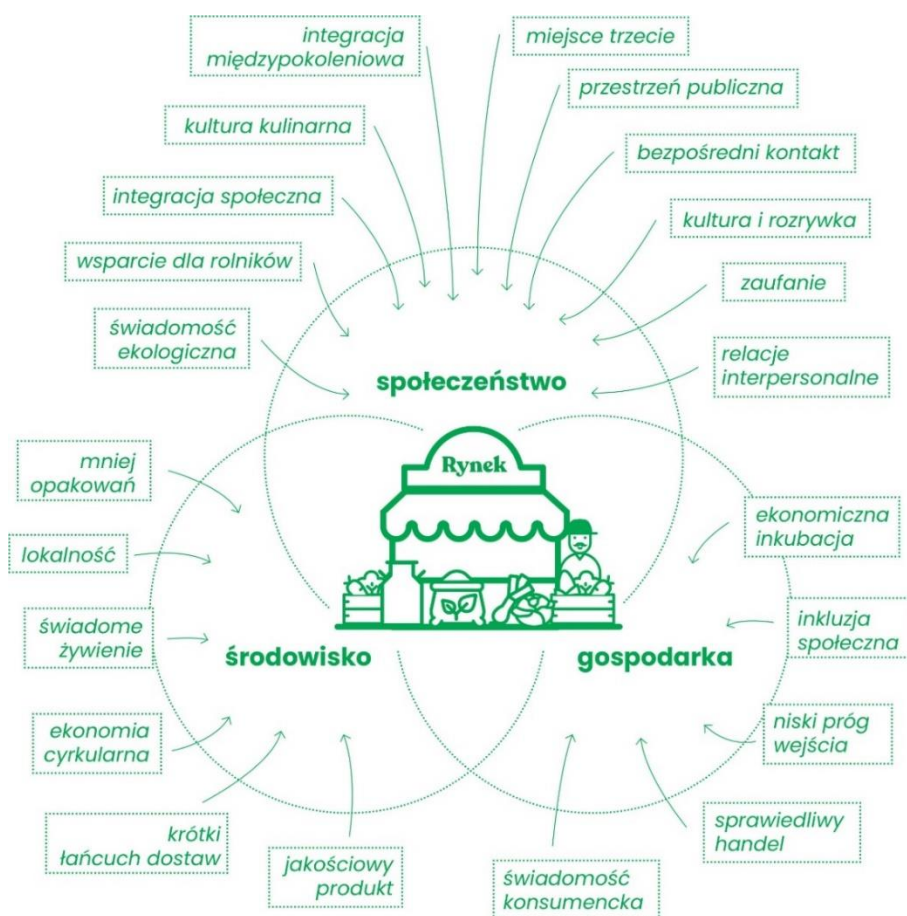 integracja
międzypokoleniowa
miejsce trzecie
przestrzeń publiczna
kultura kulinarna
bezpośredni kontakt
integracja społeczna
kultura i rozrywka
wsparcie dla rolników
zaufanie
świadomość
ekologiczna
relacje
interpersonalne
społeczeństwo
Rynek
mniej
opakowań
ekonomiczna
inkubacja
lokalność
świadome
żywienie
inkluzja
społeczna
środowisko
gospodarka
ekonomia
cyrkularna
niski próg
wejścia
krótki
łańcuch dostaw
sprawiedliwy
handel
jakościowy
produkt
świadomość
konsumencka